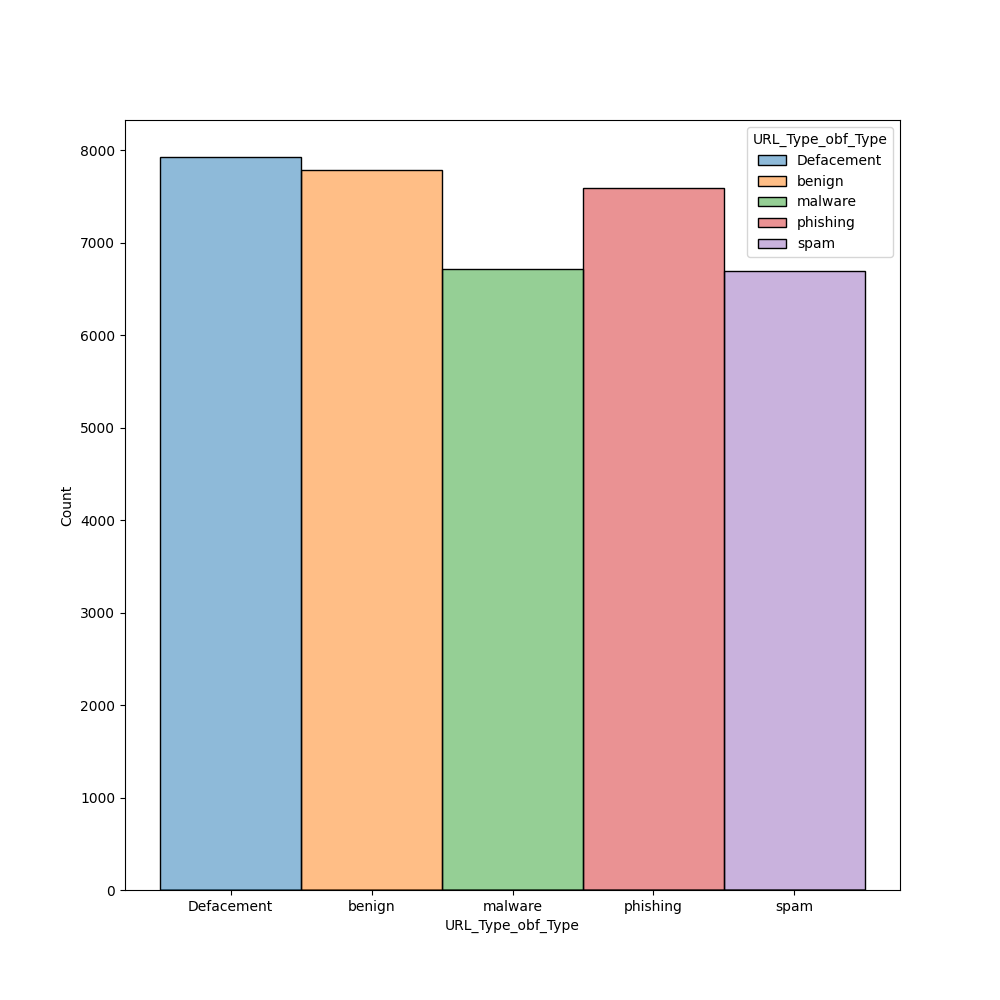 URL_Type_obf_Type
Defacement
benign
malware
phishing
spam
8000
7000
6000
5000
4000
3000
2000
1000
0
Count
Defacement benign malware phishing spam
URL_Type_obf_Type